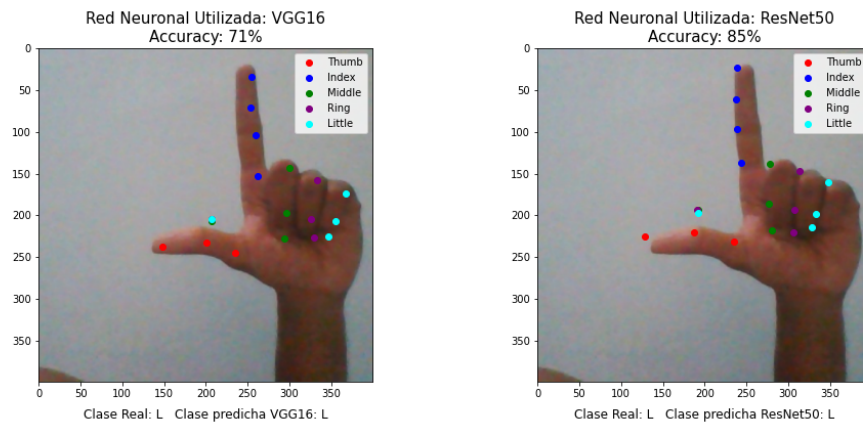 Red Neuronal Utilizada: VGG16
Accuracy: 71%
Thumb
Index
Middle
Ring
Little
0
50
100
150
200
250
300
350
0
50
100
150
200
250
300
350
Clase Real: L   Clase predicha VGG16: L
Red Neuronal Utilizada: ResNet50
Accuracy: 85%
Thumb
Index
Middle
Ring
Little
0
50
100
150
200
250
300
350
0
50
100
150
200
250
300
350
Clase Real: L   Clase predicha ResNet50: L